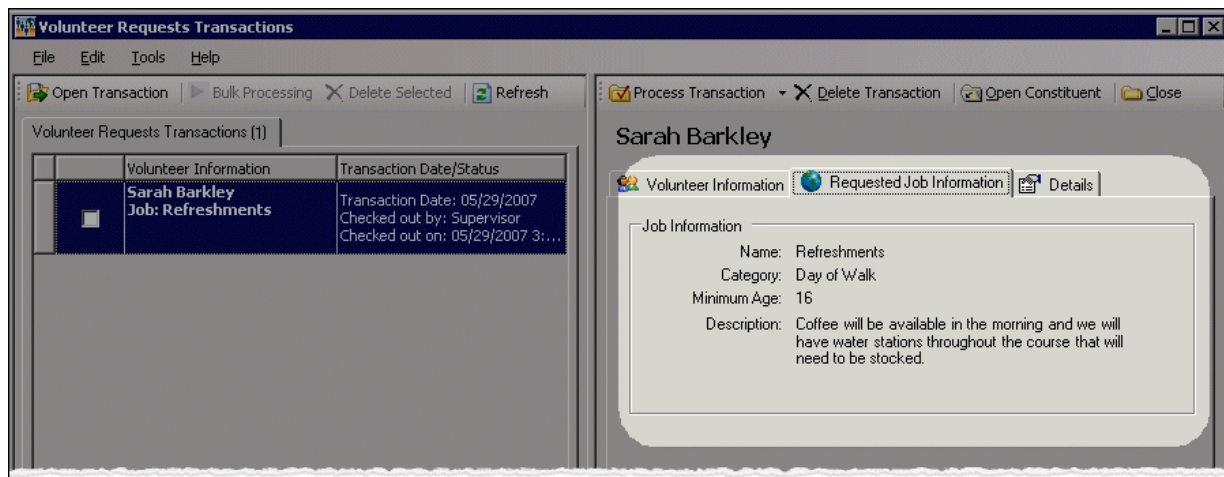 Volunteer Requests Transactions
File Edit Tools Help
Open Transaction Bulk Processing Delete Selected Refresh
Process Transaction Delete Transaction Open Constituent Close
Volunteer Requests Transactions (1)
Volunteer Information Transaction Date/Status
Sarah Barkley
Job: Refreshments
Transaction Date: 05/29/2007
Checked out by: Supervisor
Checked out on: 05/29/2007 3:...
Sarah Barkley
Volunteer Information Requested Job Information Details
Job Information
Name: Refreshments
Category: Day of Walk
Minimum Age: 16
Description: Coffee will be available in the morning and we will
have water stations throughout the course that will
need to be stocked.